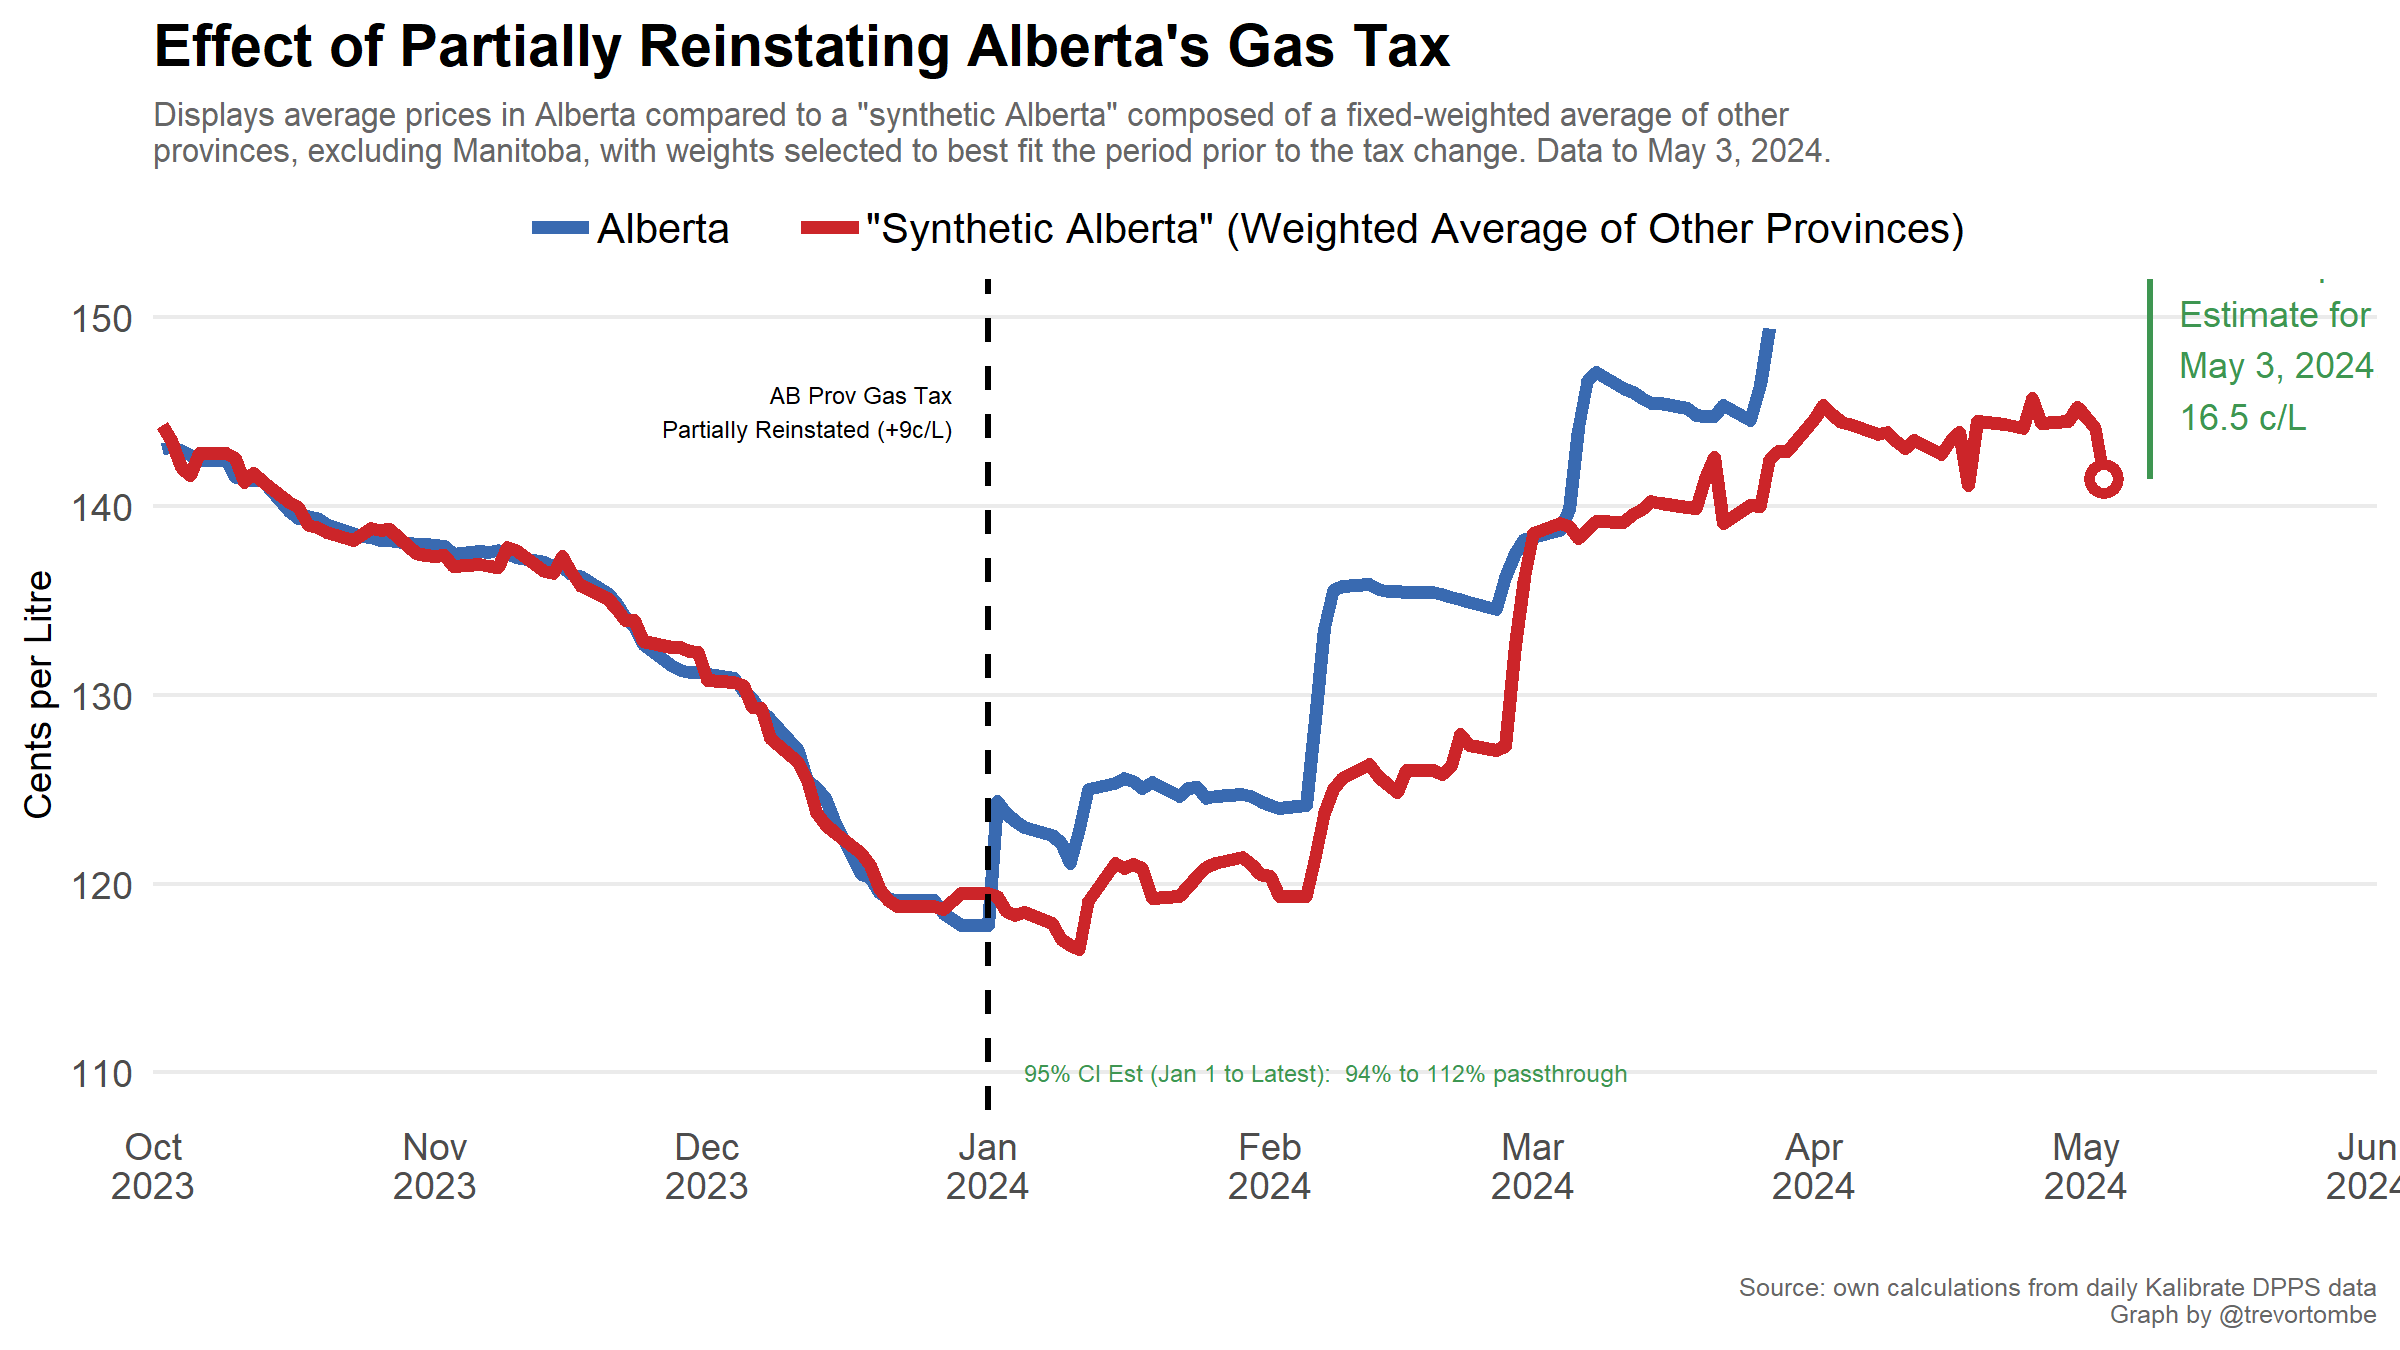 Effect of Partially Reinstating Alberta's Gas Tax
Displays average prices in Alberta compared to a "synthetic Alberta" composed of a fixed-weighted average of other
provinces, excluding Manitoba, with weights selected to best fit the period prior to the tax change. Data to May 3, 2024.
Alberta
"Synthetic Alberta" (Weighted Average of Other Provinces)
150
140
130
120
110
Cents per Litre
AB Prov Gas Tax
Partially Reinstated (+9c/L)
Estimate for
May 3, 2024
16.5 c/L
95% CI Est (Jan 1 to Latest): 94% to 112% passthrough
Oct
2023
Nov
2023
Dec
2023
Jan
2024
Feb
2024
Mar
2024
Apr
2024
May
2024
Jun
2024
Source: own calculations from daily Kalibrate DPPS data
Graph by @trevortombe